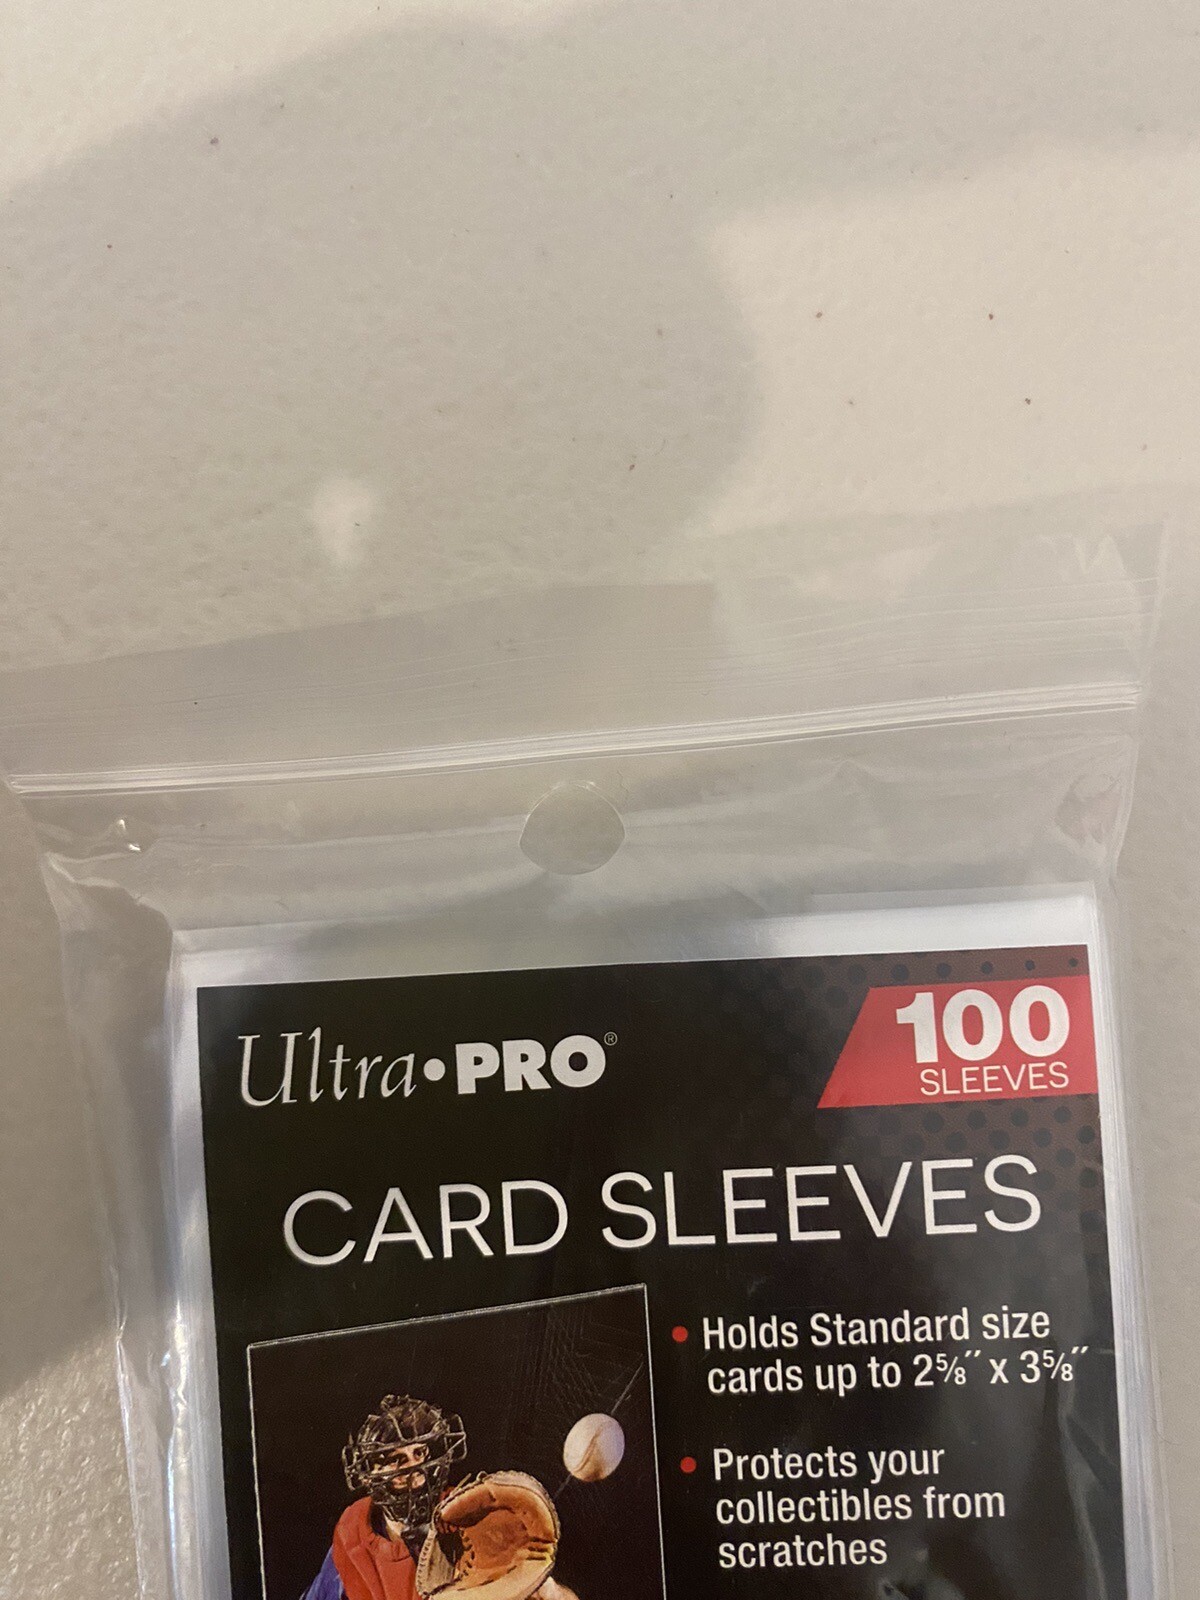 Ultra•PRO®
100
SLEEVES
CARD SLEEVES
• Holds Standard size
cards up to 2⅝″ x 3⅝″
• Protects your
collectibles from
scratches